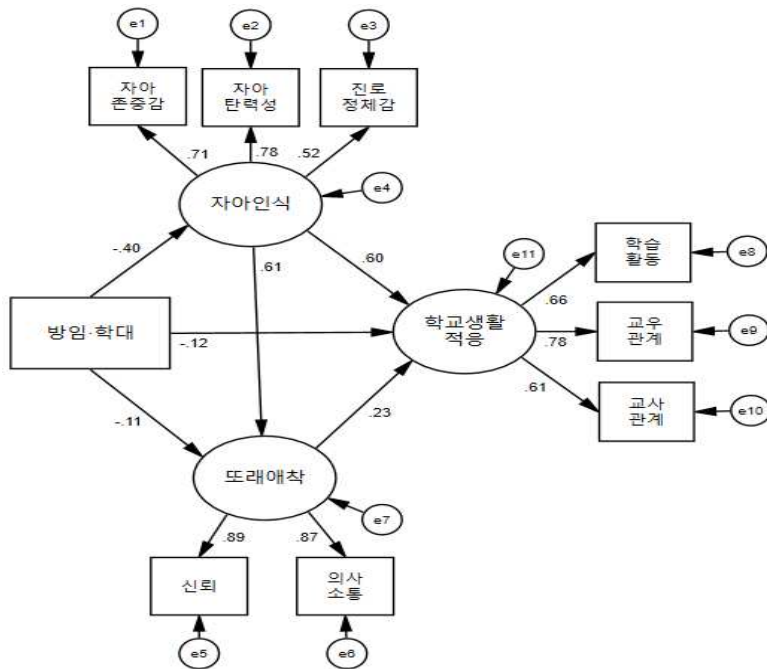 e1
e2
e3
자아
존중감
자아
탄력성
진로
정제감
.71
.78
.52
자아인식
e4
-.40
.61
.60
e11
학습
활동
e8
.66
방임·학대
-.12
학교생활
적응
.78
교우
관계
e9
.61
교사
관계
e10
-.11
.23
또래애착
e7
.89
.87
신뢰
의사
소통
e5
e6